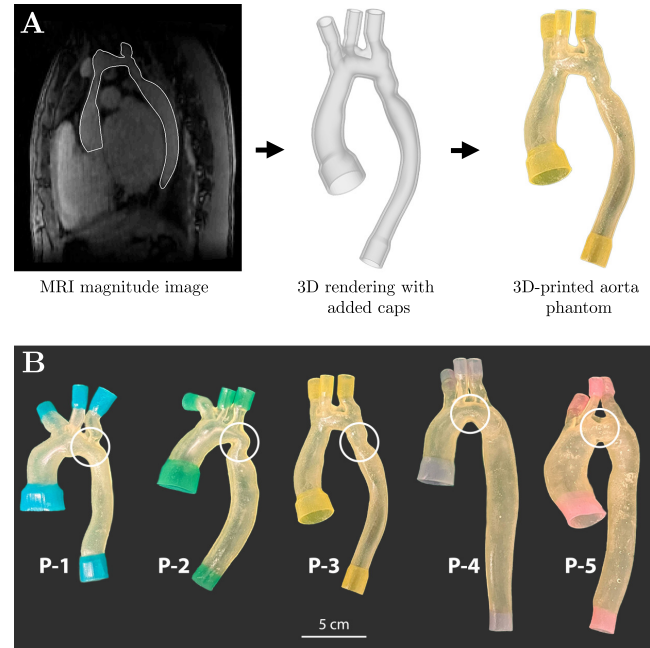 A
MRI magnitude image
3D rendering with
added caps
3D-printed aorta
phantom
B
P-1
P-2
P-3
P-4
P-5
5 cm